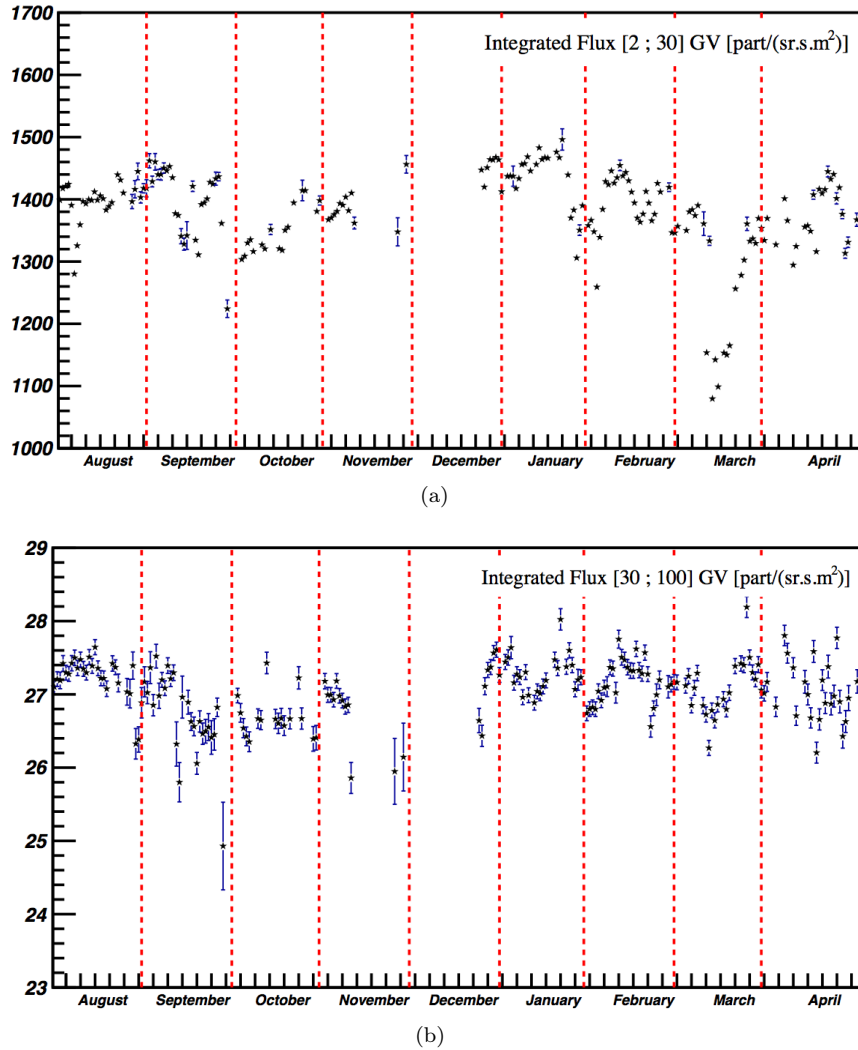 1700
Integrated Flux [2 ; 30] GV [part/(sr.s.m²)]
1600
1500
1400
1300
1200
1100
1000
August September October November December January February March April
(a)
29
Integrated Flux [30 ; 100] GV [part/(sr.s.m²)]
28
27
26
25
24
23
August September October November December January February March April
(b)